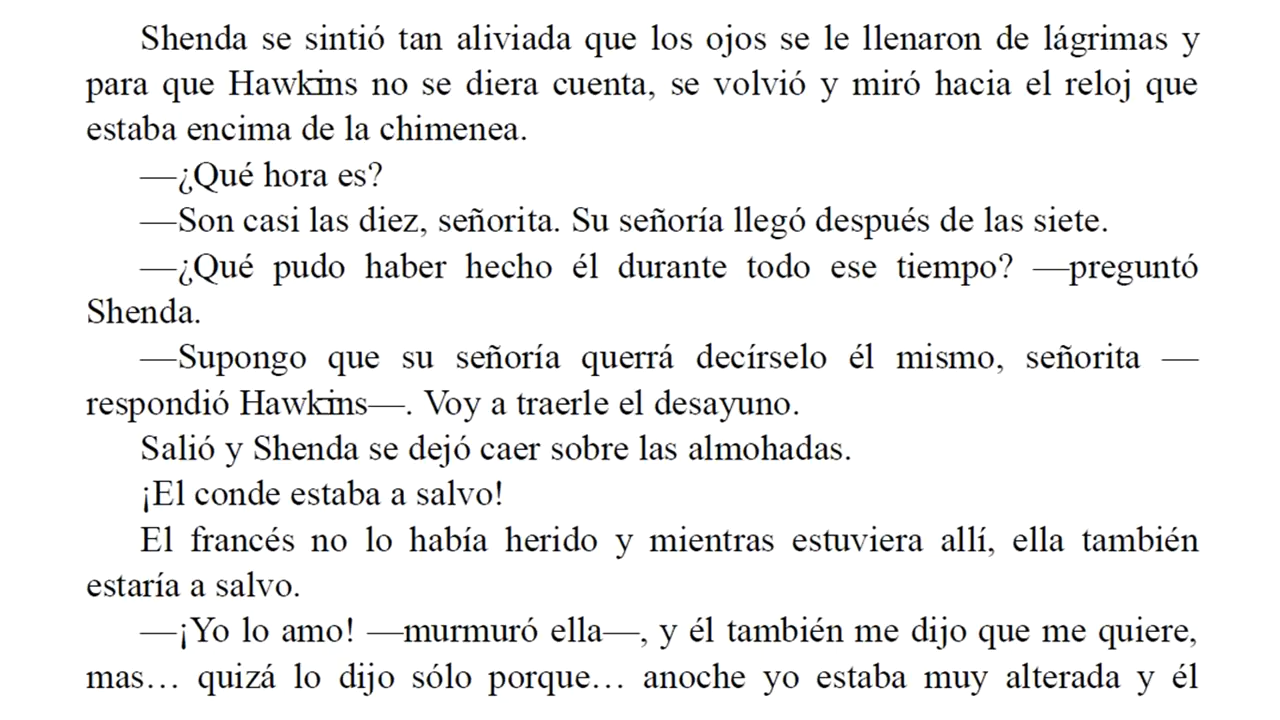 Shenda se sintió tan aliviada que los ojos se le llenaron de lágrimas y
para que Hawkins no se diera cuenta, se volvió y miró hacia el reloj que
estaba encima de la chimenea.
—¿Qué hora es?
—Son casi las diez, señorita. Su señoría llegó después de las siete.
—¿Qué pudo haber hecho él durante todo ese tiempo? —preguntó
Shenda.
—Supongo que su señoría querrá decírselo él mismo, señorita —
respondió Hawkins—. Voy a traerle el desayuno.
Salió y Shenda se dejó caer sobre las almohadas.
¡El conde estaba a salvo!
El francés no lo había herido y mientras estuviera allí, ella también
estaría a salvo.
—¡Yo lo amo! —murmuró ella—, y él también me dijo que me quiere,
mas… quizá lo dijo sólo porque… anoche yo estaba muy alterada y él